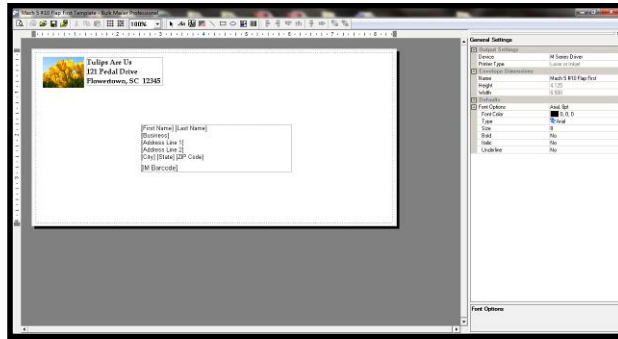 Mach 5 #10 Flap First Template - Bulk Mailer Professional
100%
Tulips Are Us
121 Pedal Drive
Flowertown, SC 12345
[First Name] [Last Name]
[Business]
[Address Line 1]
[Address Line 2]
[City] [State] [ZIP Code]
[IM Barcode]
General Settings
Output Settings
Device M Series Driver
Printer Type Laser or Inkjet
Envelope Dimensions
Name Mach 5 #10 Flap First
Height 4.125
Width 9.500
Defaults
Font Options Arial, 8pt
Font Color 0, 0, 0
Type Arial
Size 8
Bold No
Italic No
Underline No
Font Options